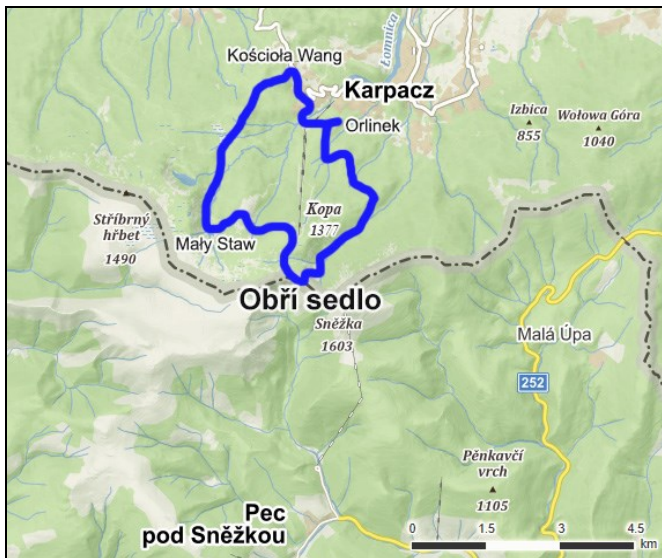 Łomnica
Kościoła Wang
Karpacz
Orlinek
Izbica
855
Wołowa Góra
1040
Stříbrný
hřbet
1490
Kopa
1377
Mały Staw
Obří sedlo
Sněžka
1603
Malá Úpa
252
Pěnkavčí
vrch
1105
Pec
pod Sněžkou
0 1.5 3 4.5
km